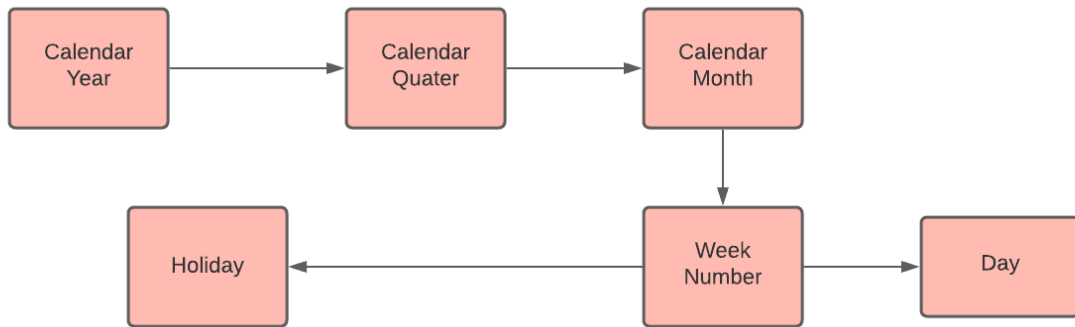 Calendar
Year
Calendar
Quater
Calendar
Month
Holiday
Week
Number
Day